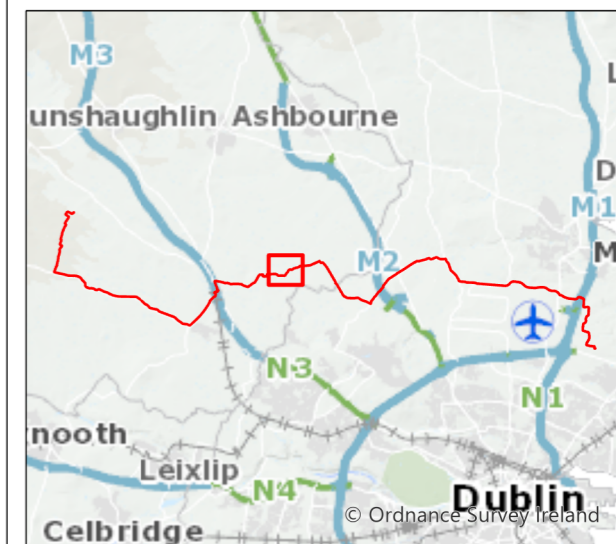 M3
unshaughlin
Ashbourne
L
D
M1
M
M2
N3
N1
nooth
Leixlip
N4
Dublin
© Ordnance Survey Ireland
Celbridge